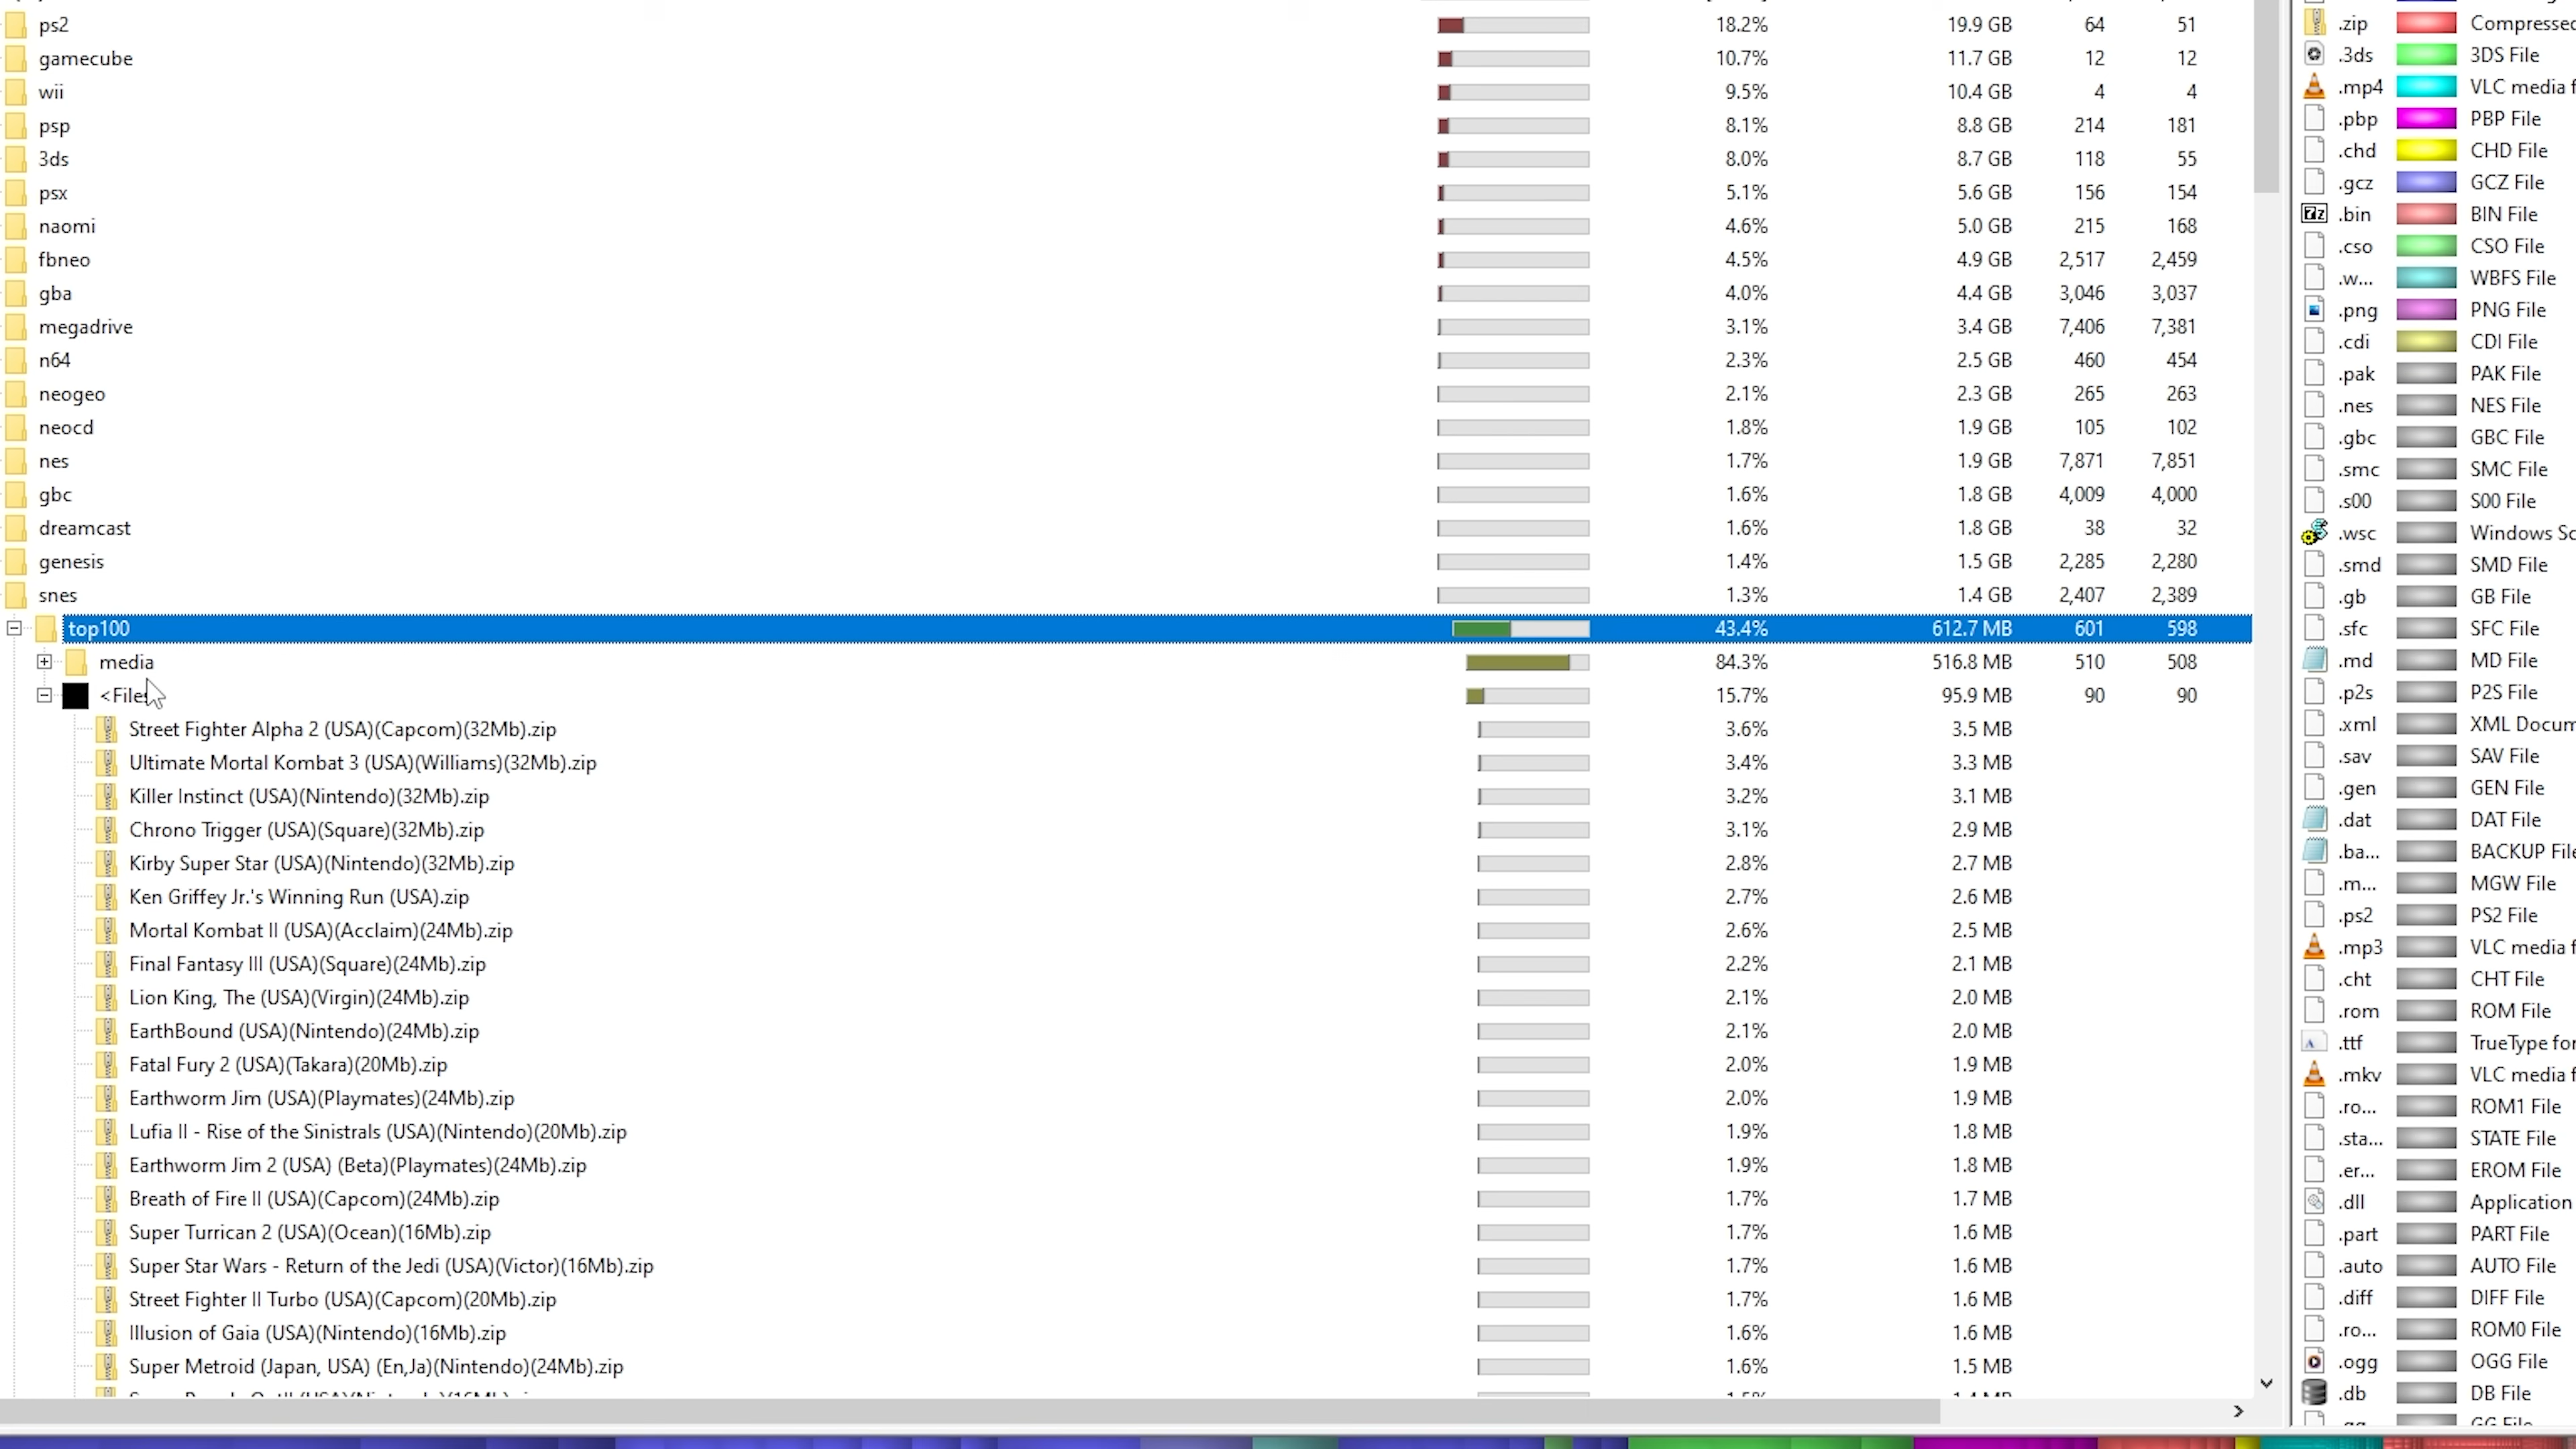 ps2 18.2% 19.9 GB 64 51
gamecube 10.7% 11.7 GB 12 12
wii 9.5% 10.4 GB 4 4
psp 8.1% 8.8 GB 214 181
3ds 8.0% 8.7 GB 118 55
psx 5.1% 5.6 GB 156 154
naomi 4.6% 5.0 GB 215 168
fbneo 4.5% 4.9 GB 2,517 2,459
gba 4.0% 4.4 GB 3,046 3,037
megadrive 3.1% 3.4 GB 7,406 7,381
n64 2.3% 2.5 GB 460 454
neogeo 2.1% 2.3 GB 265 263
neocd 1.8% 1.9 GB 105 102
nes 1.7% 1.9 GB 7,871 7,851
gbc 1.6% 1.8 GB 4,009 4,000
dreamcast 1.6% 1.8 GB 38 32
genesis 1.4% 1.5 GB 2,285 2,280
snes 1.3% 1.4 GB 2,407 2,389
top100 43.4% 612.7 MB 601 598
media 84.3% 516.8 MB 510 508
<File 15.7% 95.9 MB 90 90
Street Fighter Alpha 2 (USA)(Capcom)(32Mb).zip 3.6% 3.5 MB
Ultimate Mortal Kombat 3 (USA)(Williams)(32Mb).zip 3.4% 3.3 MB
Killer Instinct (USA)(Nintendo)(32Mb).zip 3.2% 3.1 MB
Chrono Trigger (USA)(Square)(32Mb).zip 3.1% 2.9 MB
Kirby Super Star (USA)(Nintendo)(32Mb).zip 2.8% 2.7 MB
Ken Griffey Jr.'s Winning Run (USA).zip 2.7% 2.6 MB
Mortal Kombat II (USA)(Acclaim)(24Mb).zip 2.6% 2.5 MB
Final Fantasy III (USA)(Square)(24Mb).zip 2.2% 2.1 MB
Lion King, The (USA)(Virgin)(24Mb).zip 2.1% 2.0 MB
EarthBound (USA)(Nintendo)(24Mb).zip 2.1% 2.0 MB
Fatal Fury 2 (USA)(Takara)(20Mb).zip 2.0% 1.9 MB
Earthworm Jim (USA)(Playmates)(24Mb).zip 2.0% 1.9 MB
Lufia II - Rise of the Sinistrals (USA)(Nintendo)(20Mb).zip 1.9% 1.8 MB
Earthworm Jim 2 (USA) (Beta)(Playmates)(24Mb).zip 1.9% 1.8 MB
Breath of Fire II (USA)(Capcom)(24Mb).zip 1.7% 1.7 MB
Super Turrican 2 (USA)(Ocean)(16Mb).zip 1.7% 1.6 MB
Super Star Wars - Return of the Jedi (USA)(Victor)(16Mb).zip 1.7% 1.6 MB
Street Fighter II Turbo (USA)(Capcom)(20Mb).zip 1.7% 1.6 MB
Illusion of Gaia (USA)(Nintendo)(16Mb).zip 1.6% 1.6 MB
Super Metroid (Japan, USA) (En,Ja)(Nintendo)(24Mb).zip 1.6% 1.5 MB
.zip Compressed
.3ds 3DS File
.mp4 VLC media f
.pbp PBP File
.chd CHD File
.gcz GCZ File
.bin BIN File
.cso CSO File
.w... WBFS File
.png PNG File
.cdi CDI File
.pak PAK File
.nes NES File
.gbc GBC File
.smc SMC File
.s00 S00 File
.wsc Windows Sc
.smd SMD File
.gb GB File
.sfc SFC File
.md MD File
.p2s P2S File
.xml XML Docum
.sav SAV File
.gen GEN File
.dat DAT File
.ba... BACKUP File
.m... MGW File
.ps2 PS2 File
.mp3 VLC media f
.cht CHT File
.rom ROM File
.ttf TrueType for
.mkv VLC media f
.ro... ROM1 File
.sta... STATE File
.er... EROM File
.dll Application
.part PART File
.auto AUTO File
.diff DIFF File
.ro... ROM0 File
.ogg OGG File
.db DB File